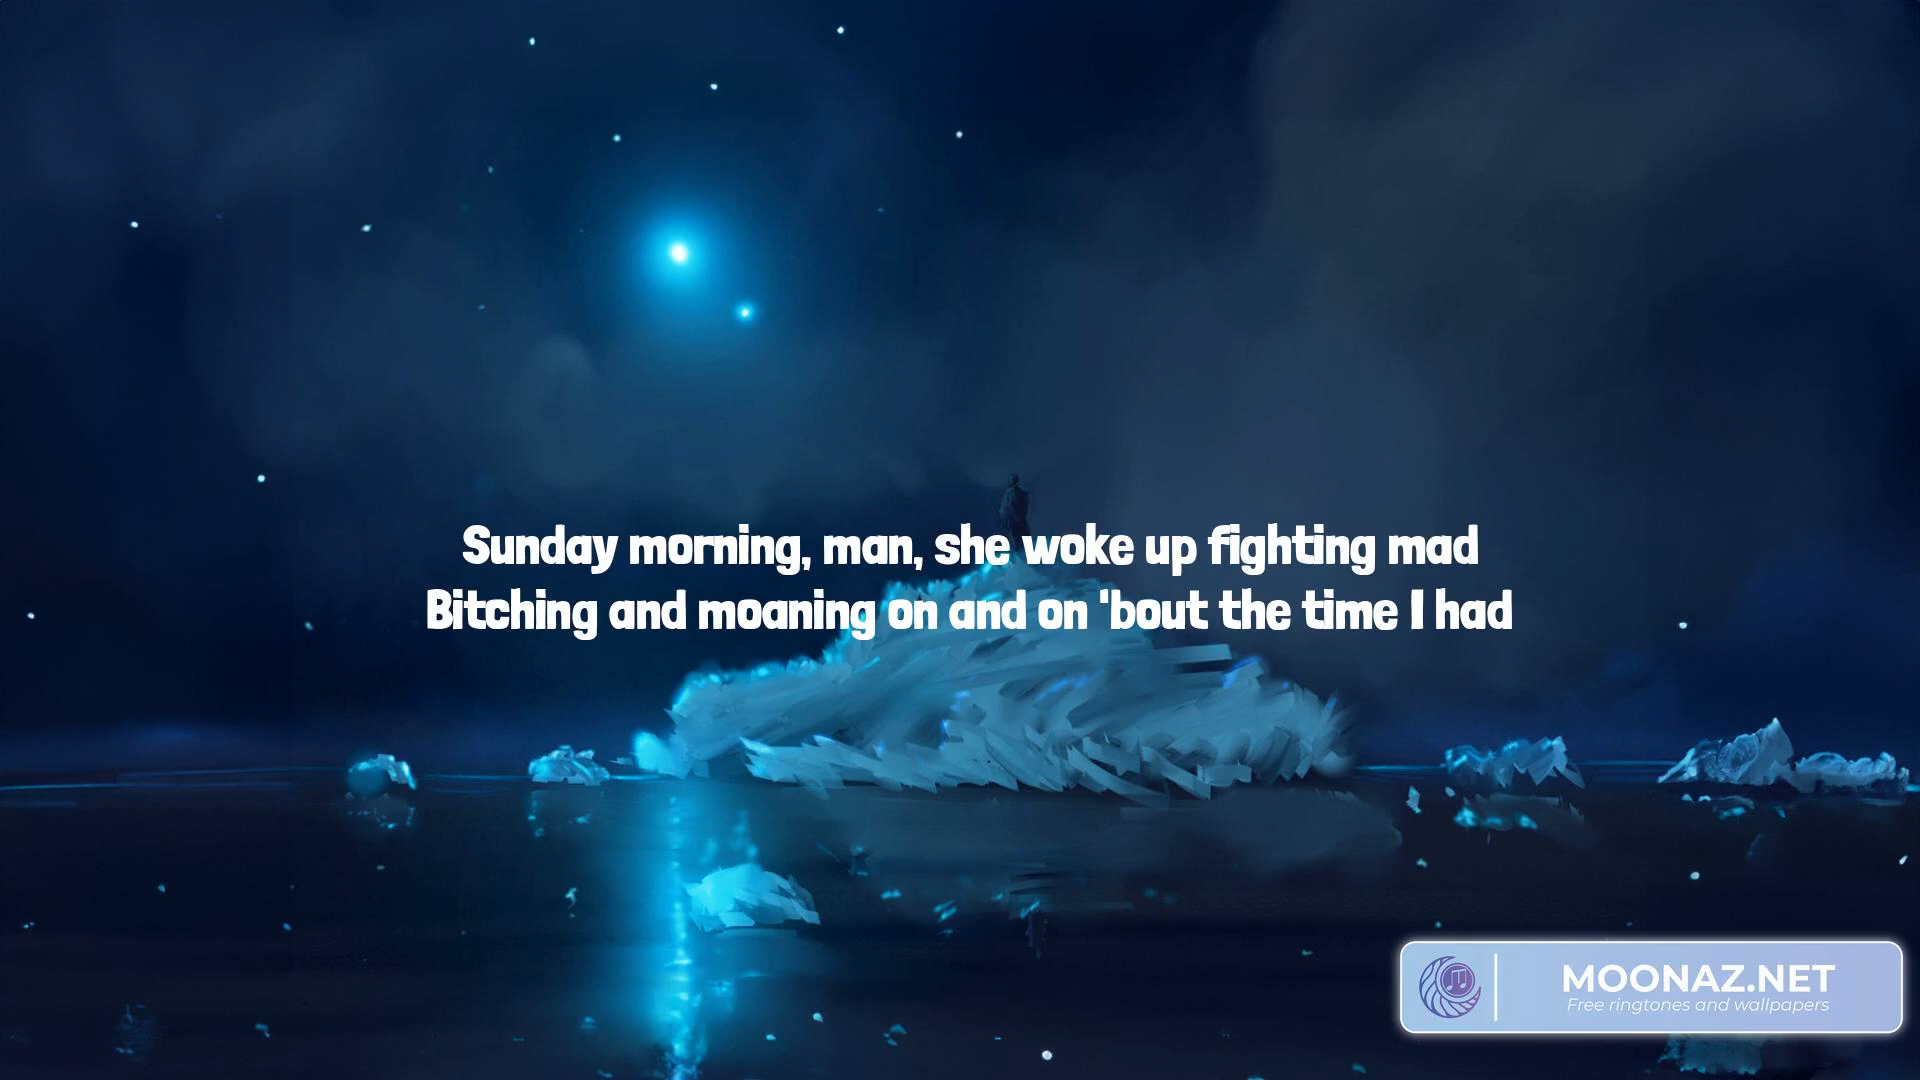 Sunday morning, man, she woke up fighting mad
Bitching and moaning on and on 'bout the time I had
MOONAZ.NET
Free ringtones and wallpapers